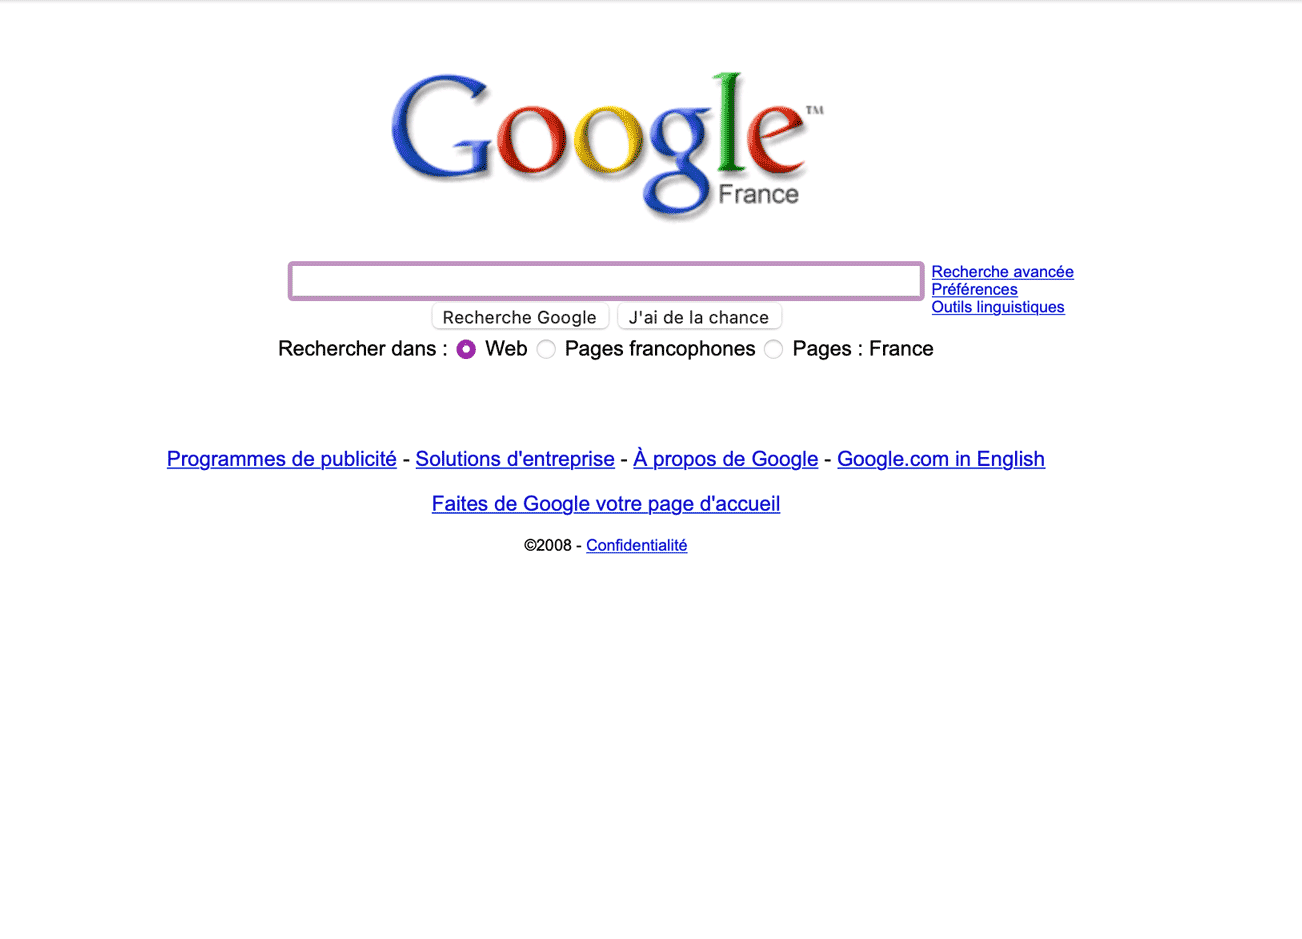 Google™
France
Recherche avancée
Préférences
Outils linguistiques
Recherche Google J'ai de la chance
Rechercher dans : Web Pages francophones Pages : France
Programmes de publicité - Solutions d'entreprise - À propos de Google - Google.com in English
Faites de Google votre page d'accueil
©2008 - Confidentialité